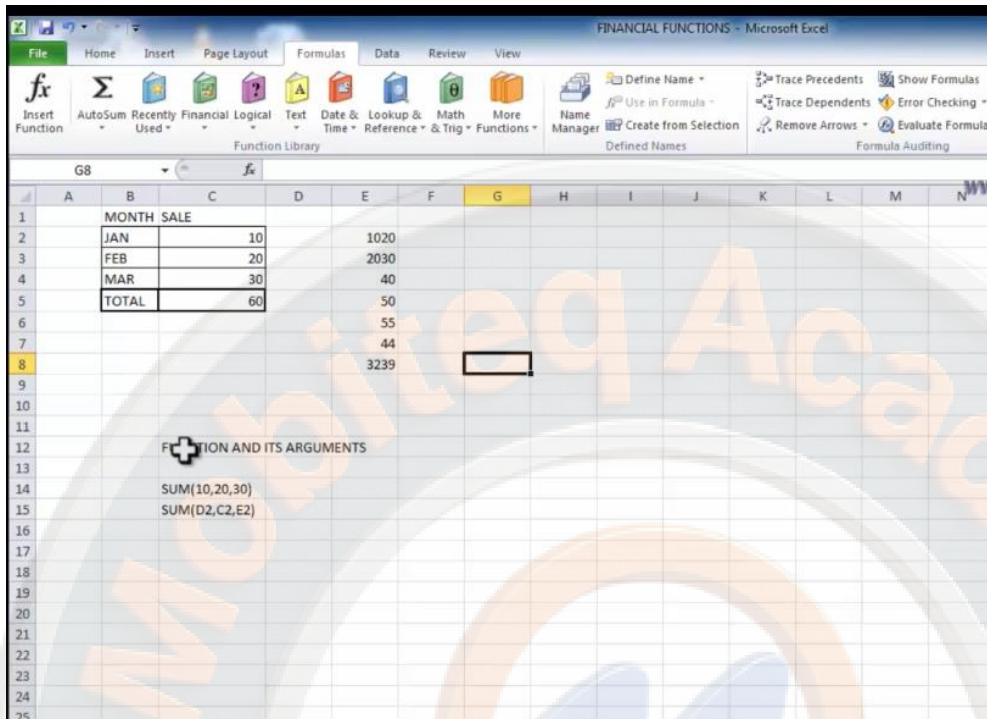 FINANCIAL FUNCTIONS - Microsoft Excel
File Home Insert Page Layout Formulas Data Review View
fx Insert Function
Σ AutoSum
Recently Used
Financial
? Logical
A Text
Date & Time
Lookup & Reference
θ Math & Trig
More Functions
Function Library
Name Manager
Define Name
Use in Formula
Create from Selection
Defined Names
Trace Precedents
Trace Dependents
Remove Arrows
Show Formulas
Error Checking
Evaluate Formula
Formula Auditing
G8 fx
A B C D E F G H I J K L M N
1 MONTH SALE
2 JAN 10 1020
3 FEB 20 2030
4 MAR 30 40
5 TOTAL 60 50
6 55
7 44
8 3239
9
10
11
12 AND ITS ARGUMENTS
13
14 SUM(10,20,30)
15 SUM(D2,C2,E2)
16
17
18
19
20
21
22
23
24
25
Mobiteq